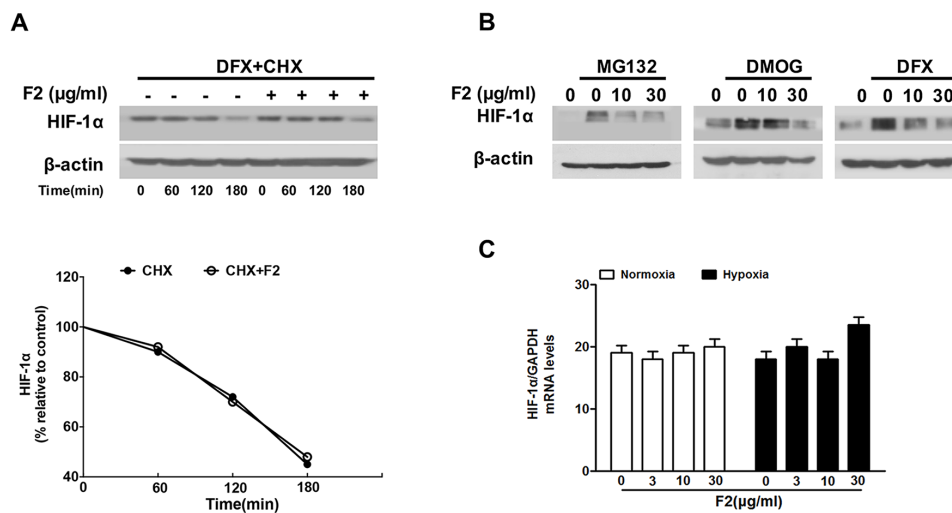 A
DFX+CHX
F2 (μg/ml) - - - - + + + +
HIF-1α
β-actin
Time(min) 0 60 120 180 0 60 120 180
CHX CHX+F2
120
100
80
60
40
HIF-1α
(% relative to control)
0 60 120 180
Time(min)
B
MG132 DMOG DFX
F2 (μg/ml) 0 0 10 30 0 0 10 30 0 0 10 30
HIF-1α
β-actin
C
Normoxia Hypoxia
30
20
10
0
HIF-1α/GAPDH
mRNA levels
0 3 10 30 0 3 10 30
F2(μg/ml)